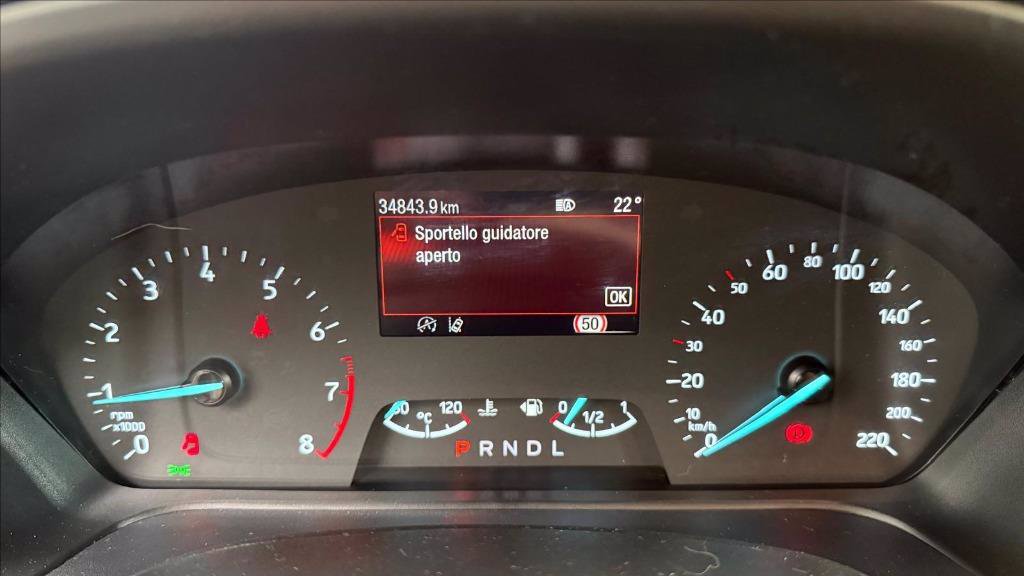 34843.9 km A 22°
Sportello guidatore
aperto
OK
50
0 1 2 3 4 5 6 7 8
rpm
x1000
60 °C 120
0 1/2 1
P R N D L
0 10 20 30 40 50 60 80 100 120 140 160 180 200 220
km/h